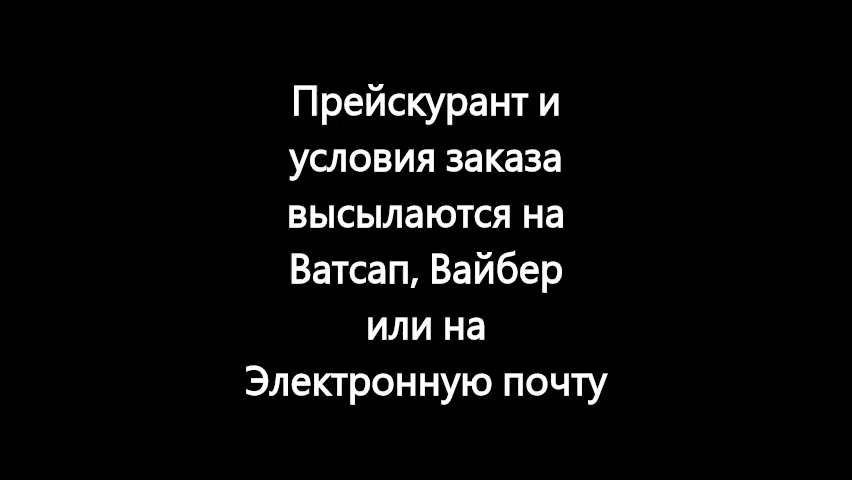 Прейскурант и
условия заказа
высылаются на
Ватсап, Вайбер
или на
Электронную почту